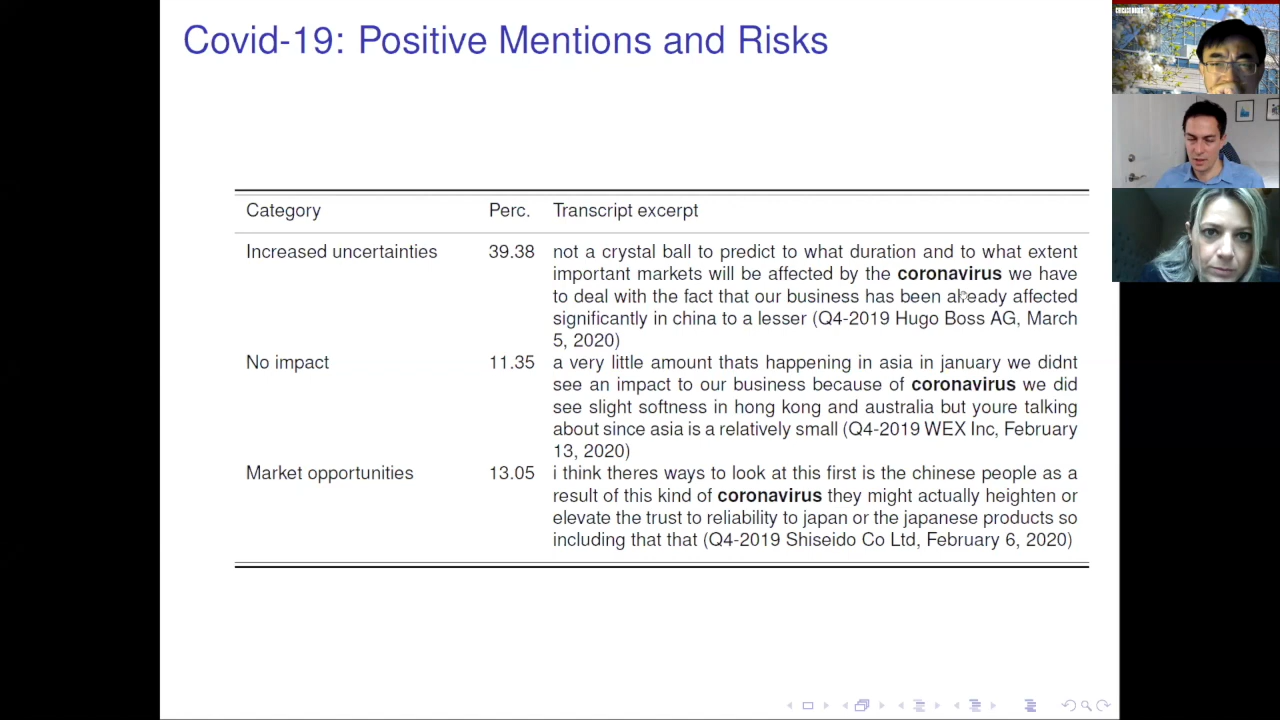 Covid-19: Positive Mentions and Risks
Category Perc. Transcript excerpt
Increased uncertainties 39.38 not a crystal ball to predict to what duration and to what extent
important markets will be affected by the coronavirus we have
to deal with the fact that our business has been already affected
significantly in china to a lesser (Q4-2019 Hugo Boss AG, March
5, 2020)
No impact 11.35 a very little amount thats happening in asia in january we didnt
see an impact to our business because of coronavirus we did
see slight softness in hong kong and australia but youre talking
about since asia is a relatively small (Q4-2019 WEX Inc, February
13, 2020)
Market opportunities 13.05 i think theres ways to look at this first is the chinese people as a
result of this kind of coronavirus they might actually heighten or
elevate the trust to reliability to japan or the japanese products so
including that that (Q4-2019 Shiseido Co Ltd, February 6, 2020)